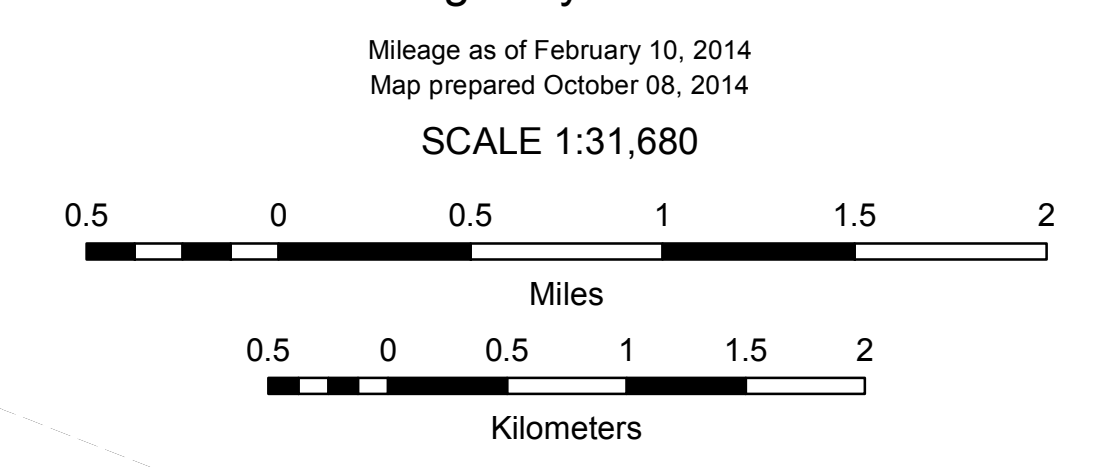 Mileage as of February 10, 2014
Map prepared October 08, 2014
SCALE 1:31,680
0.5 0 0.5 1 1.5 2
Miles
0.5 0 0.5 1 1.5 2
Kilometers